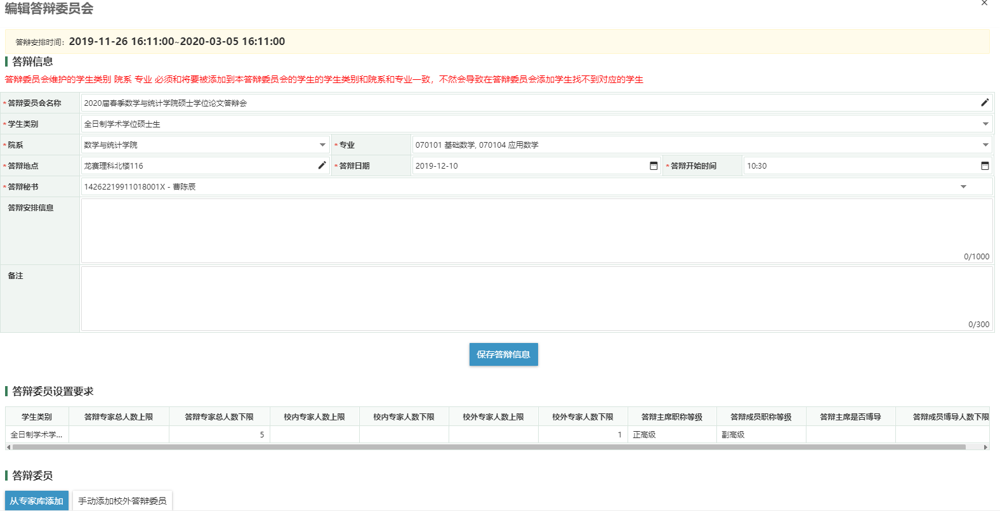 编辑答辩委员会
×
答辩安排时间：2019-11-26 16:11:00~2020-03-05 16:11:00
答辩信息
答辩委员会维护的学生类别 院系 专业 必须和将要被添加到本答辩委员会的学生的学生类别和院系和专业一致，不然会导致在答辩委员会添加学生找不到对应的学生
*答辩委员会名称 2020届春季数学与统计学院硕士学位论文答辩会
*学生类别 全日制学术学位硕士生
*院系 数学与统计学院 *专业 070101 基础数学, 070104 应用数学
*答辩地点 龙赛理科北楼116 *答辩日期 2019-12-10 *答辩开始时间 10:30
*答辩秘书 14262219911018001X - 曹陈辰
答辩安排信息
0/1000
备注
0/300
保存答辩信息
答辩委员设置要求
学生类别 答辩专家总人数上限 答辩专家总人数下限 校内专家人数上限 校内专家人数下限 校外专家人数上限 校外专家人数下限 答辩主席职称等级 答辩成员职称等级 答辩主席是否博导 答辩成员博导人数下限
全日制学术学... 5 1 正高级 副高级
答辩委员
从专家库添加 手动添加校外答辩委员